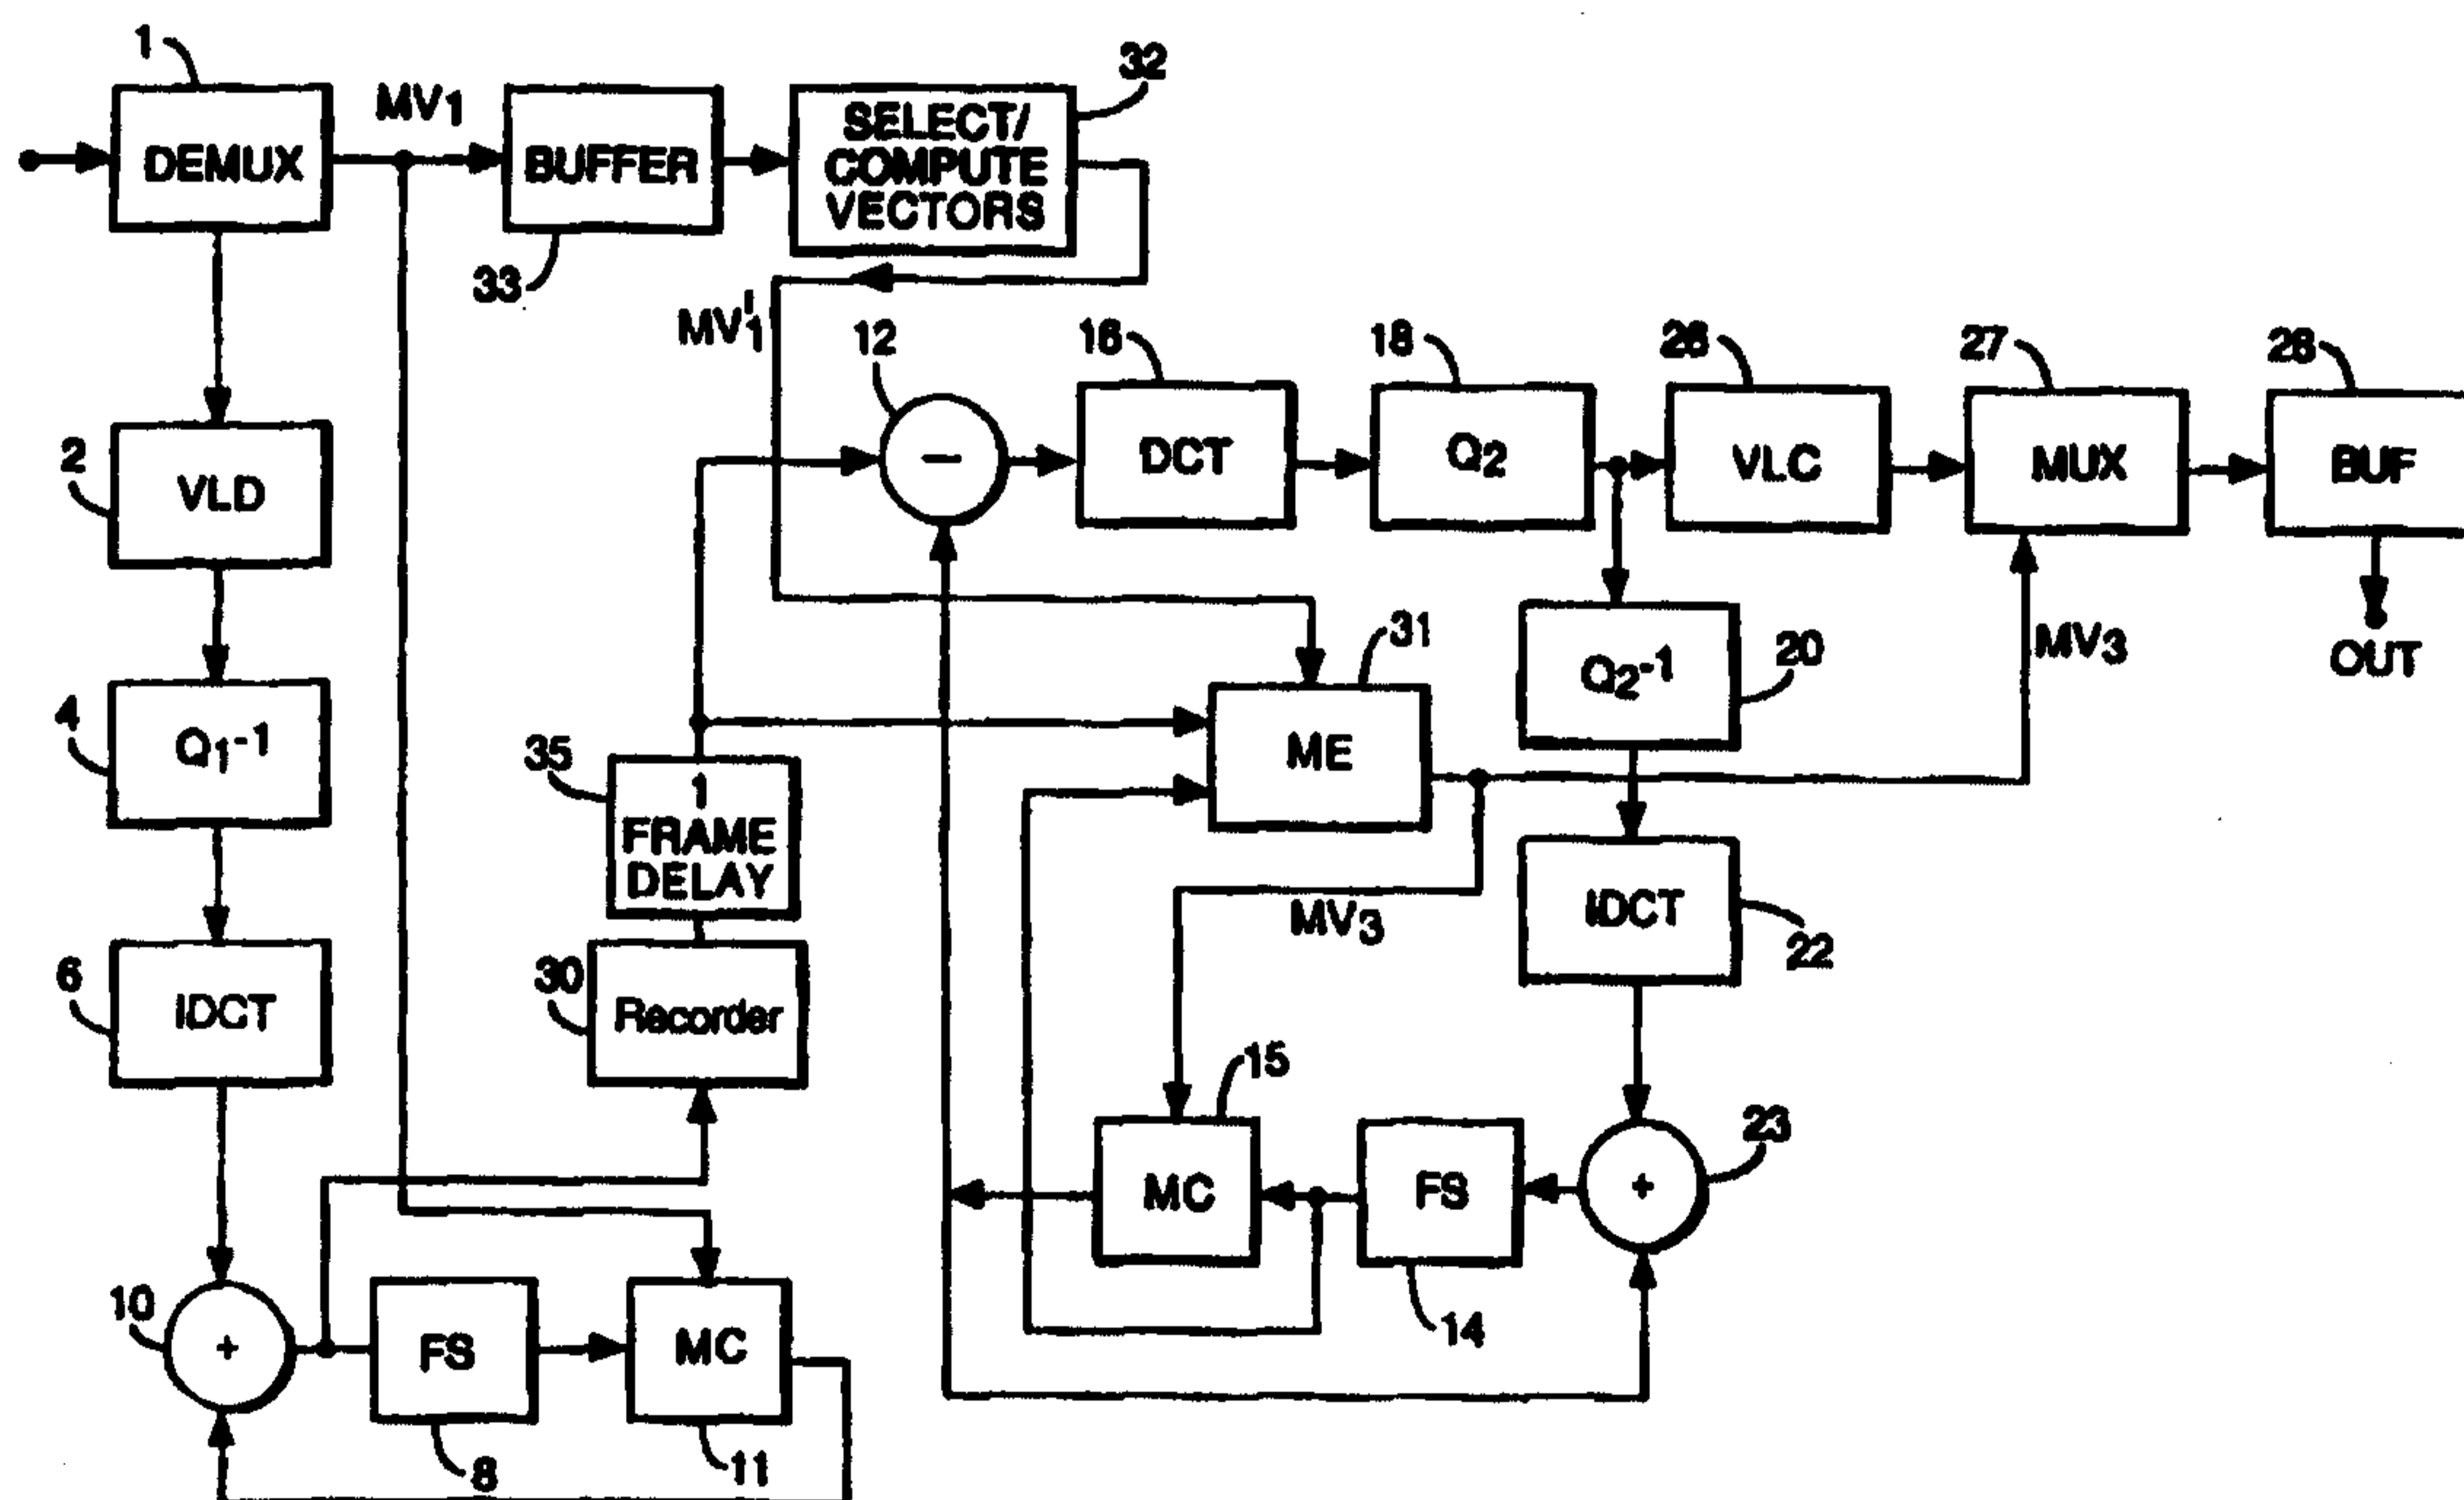 1
MV1
32
DEMUX
BUFFER
SELECT/
COMPUTE
VECTORS
33
MV'1
12
16
18
26
27
28
2
VLD
−
DCT
Q2
VLC
MUX
BUF
31
Q2-1
20
MV3
OUT
4
Q1-1
35
1
FRAME
DELAY
ME
MV3
IDCT
22
6
IDCT
30
Recorder
15
23
MC
FS
+
10
+
FS
MC
14
8
11